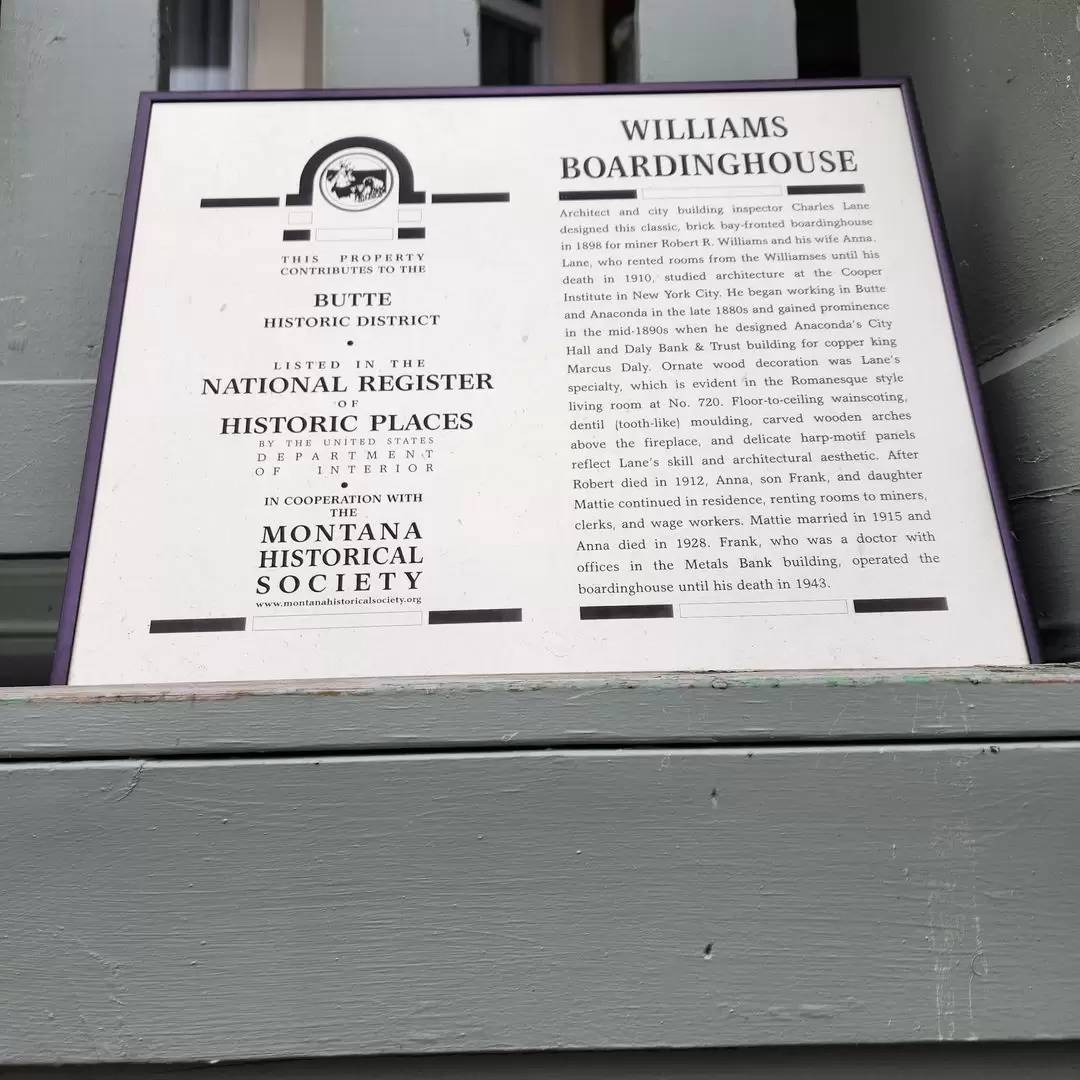 THIS PROPERTY
CONTRIBUTES TO THE
BUTTE
HISTORIC DISTRICT
LISTED IN THE
NATIONAL REGISTER
OF
HISTORIC PLACES
BY THE UNITED STATES
DEPARTMENT
OF INTERIOR
IN COOPERATION WITH
THE
MONTANA
HISTORICAL
SOCIETY
www.montanahistoricalsociety.org
WILLIAMS
BOARDINGHOUSE
Architect and city building inspector Charles Lane
designed this classic, brick bay-fronted boardinghouse
in 1898 for miner Robert R. Williams and his wife Anna.
Lane, who rented rooms from the Williamses until his
death in 1910, studied architecture at the Cooper
Institute in New York City. He began working in Butte
and Anaconda in the late 1880s and gained prominence
in the mid-1890s when he designed Anaconda's City
Hall and Daly Bank & Trust building for copper king
Marcus Daly. Ornate wood decoration was Lane's
specialty, which is evident in the Romanesque style
living room at No. 720. Floor-to-ceiling wainscoting,
dentil (tooth-like) moulding, carved wooden arches
above the fireplace, and delicate harp-motif panels
reflect Lane's skill and architectural aesthetic. After
Robert died in 1912, Anna, son Frank, and daughter
Mattie continued in residence, renting rooms to miners,
clerks, and wage workers. Mattie married in 1915 and
Anna died in 1928. Frank, who was a doctor with
offices in the Metals Bank building, operated the
boardinghouse until his death in 1943.